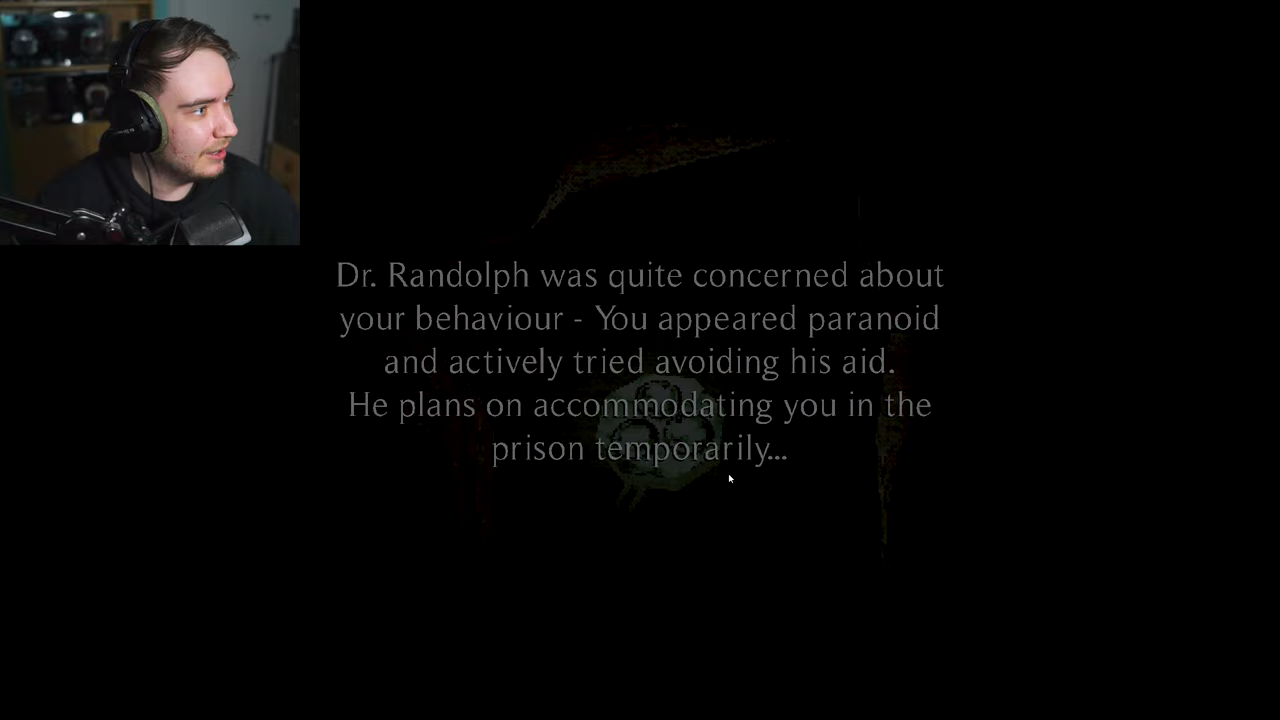 Dr. Randolph was quite concerned about
your behaviour - You appeared paranoid
and actively tried avoiding his aid.
He plans on accommodating you in the
prison temporarily...